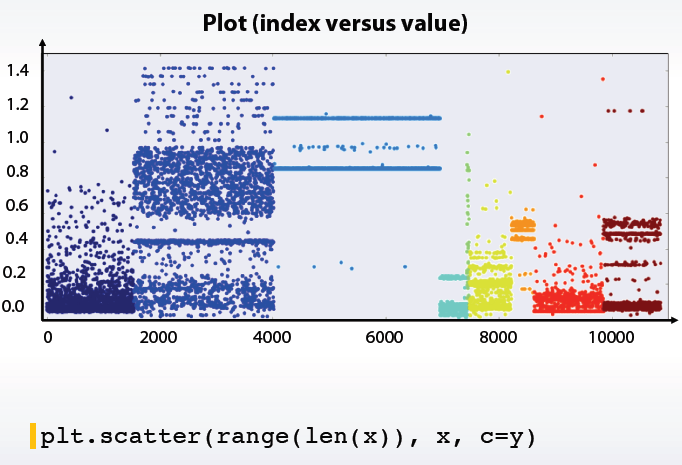 Plot (index versus value)
1.4
1.2
1.0
0.8
0.6
0.4
0.2
0.0
0 2000 4000 6000 8000 10000
plt.scatter(range(len(x)), x, c=y)